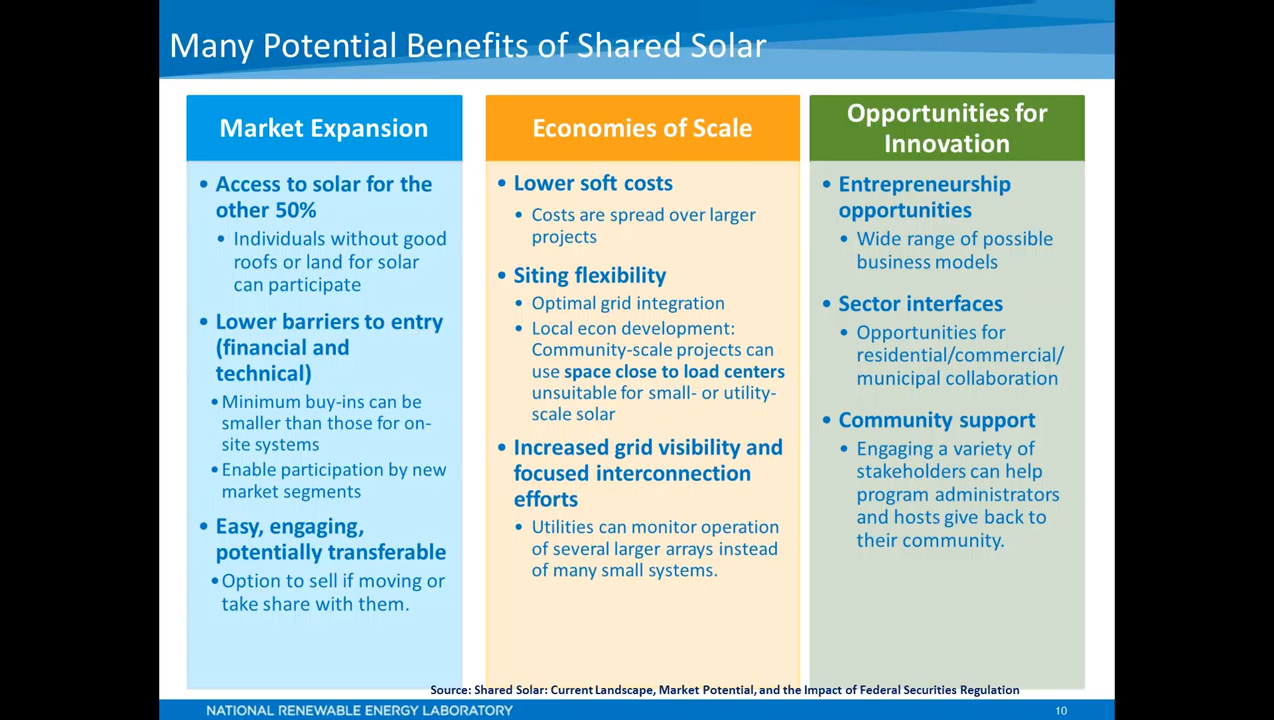 Many Potential Benefits of Shared Solar
Market Expansion
• Access to solar for the
other 50%
• Individuals without good
roofs or land for solar
can participate
• Lower barriers to entry
(financial and
technical)
• Minimum buy-ins can be
smaller than those for on-
site systems
• Enable participation by new
market segments
• Easy, engaging,
potentially transferable
• Option to sell if moving or
take share with them.
Economies of Scale
• Lower soft costs
• Costs are spread over larger
projects
• Siting flexibility
• Optimal grid integration
• Local econ development:
Community-scale projects can
use space close to load centers
unsuitable for small- or utility-
scale solar
• Increased grid visibility and
focused interconnection
efforts
• Utilities can monitor operation
of several larger arrays instead
of many small systems.
Opportunities for
Innovation
• Entrepreneurship
opportunities
• Wide range of possible
business models
• Sector interfaces
• Opportunities for
residential/commercial/
municipal collaboration
• Community support
• Engaging a variety of
stakeholders can help
program administrators
and hosts give back to
their community.
Source: Shared Solar: Current Landscape, Market Potential, and the Impact of Federal Securities Regulation
NATIONAL RENEWABLE ENERGY LABORATORY
10